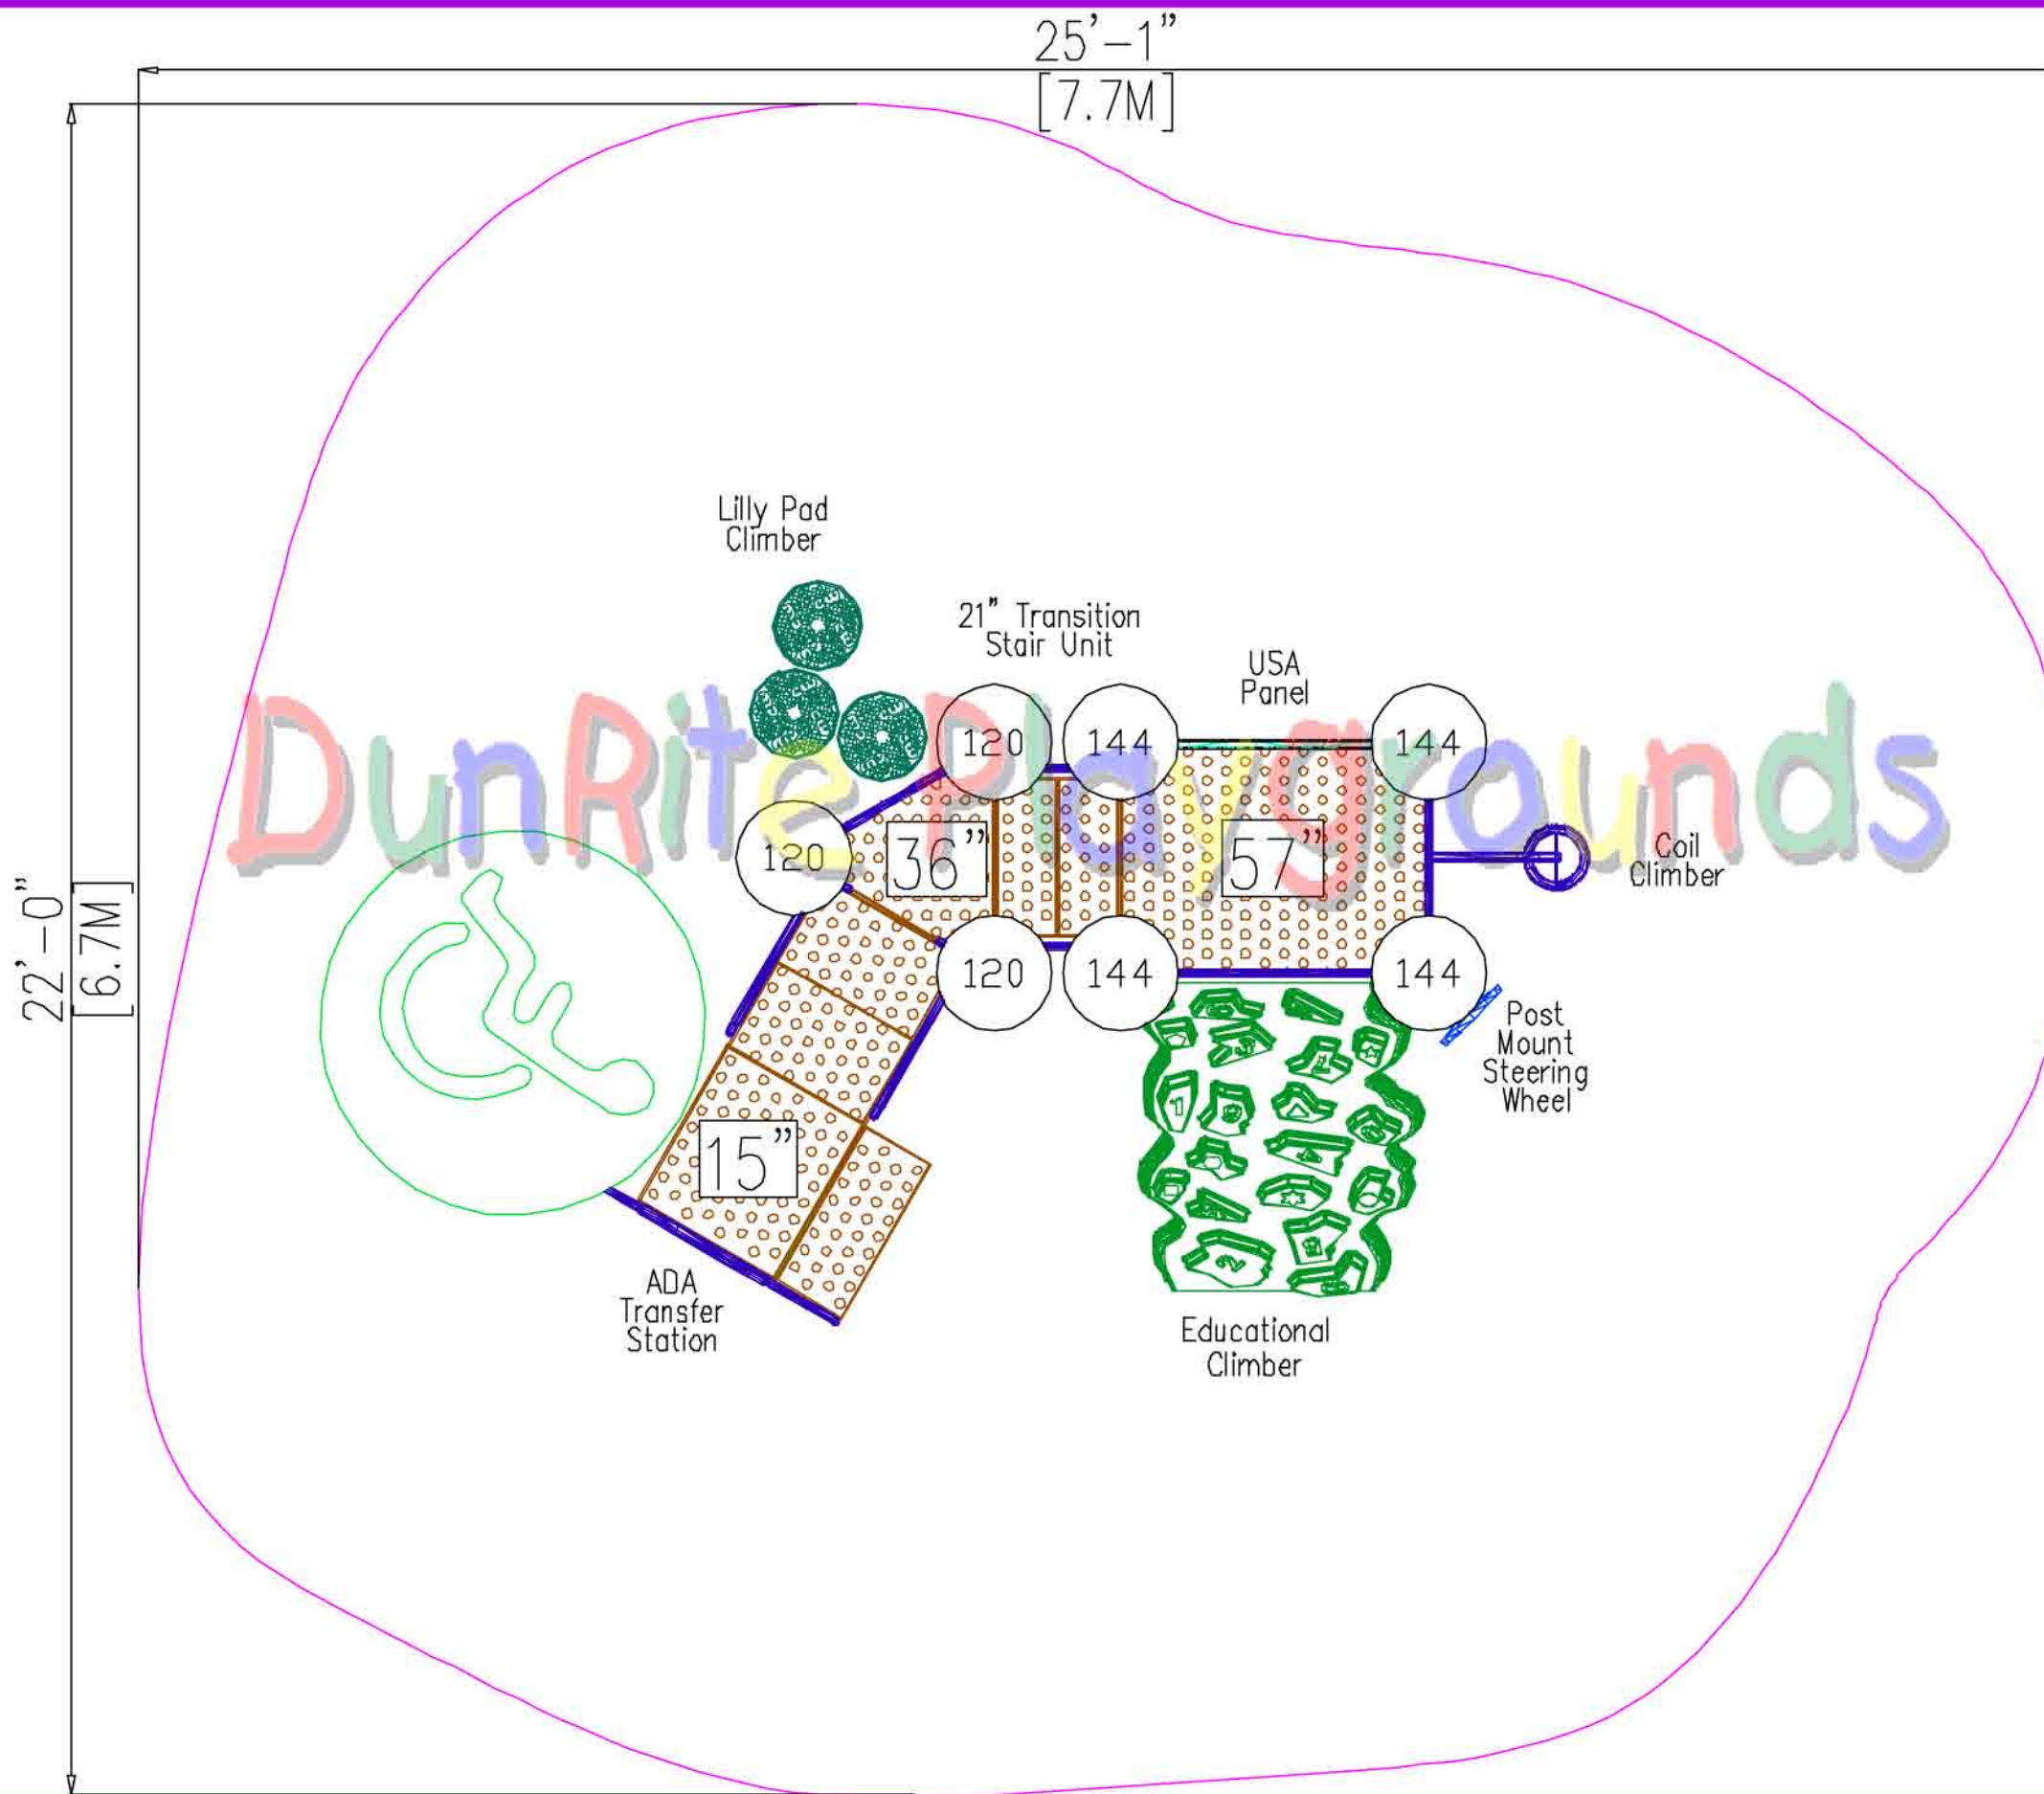 25'-1"
[7.7M]
22'-0"
[6.7M]
Lilly Pad
Climber
21" Transition
Stair Unit
USA
Panel
DunRite Playgrounds
120
144
144
120
36"
57"
Coil
Climber
120
144
144
Post
Mount
Steering
Wheel
15"
ADA
Transfer
Station
Educational
Climber